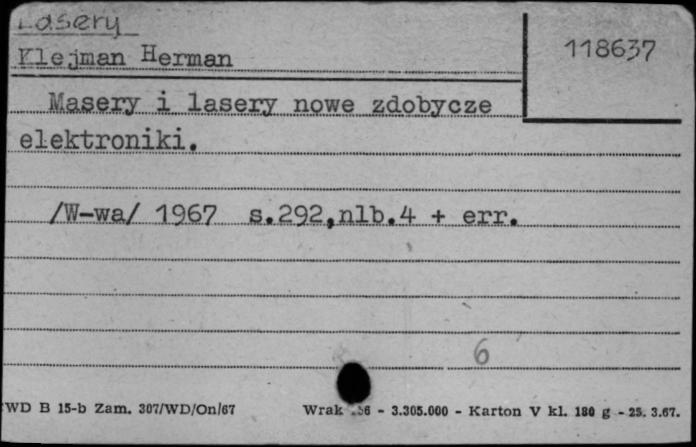 Lasery
118637
Klejman Herman
Masery i lasery nowe zdobycze
elektroniki.
/W-wa/ 1967 s.292,nlb.4 + err.
6
WD B 15-b Zam. 307/WD/On/67 Wrak - 3.305.000 - Karton V kl. 180 g - 25. 3.67.